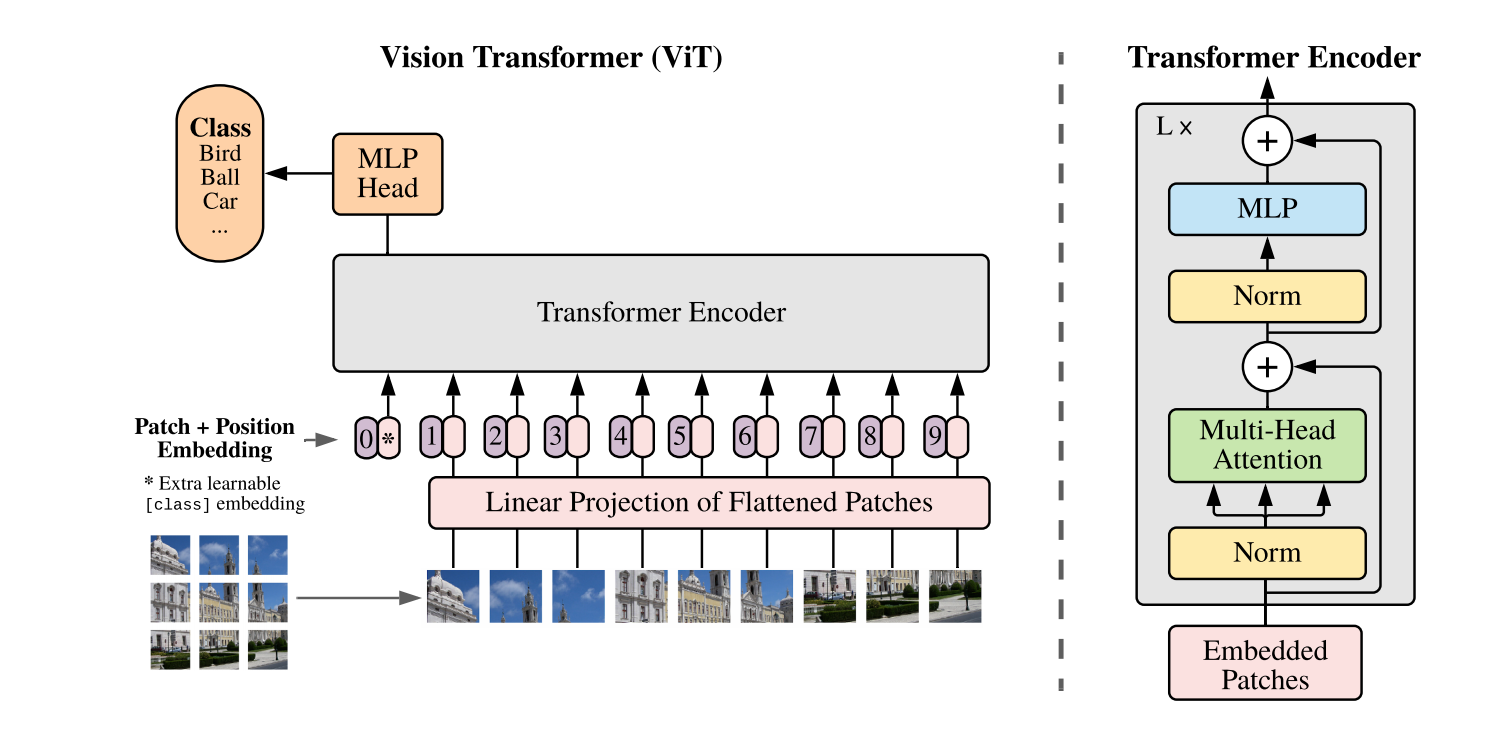 Vision Transformer (ViT)
Class
Bird
Ball
Car
...
MLP
Head
Transformer Encoder
0 * 1 2 3 4 5 6 7 8 9
Patch + Position
Embedding
* Extra learnable
[class] embedding
Linear Projection of Flattened Patches
Transformer Encoder
L ×
+
MLP
Norm
+
Multi-Head
Attention
Norm
Embedded
Patches